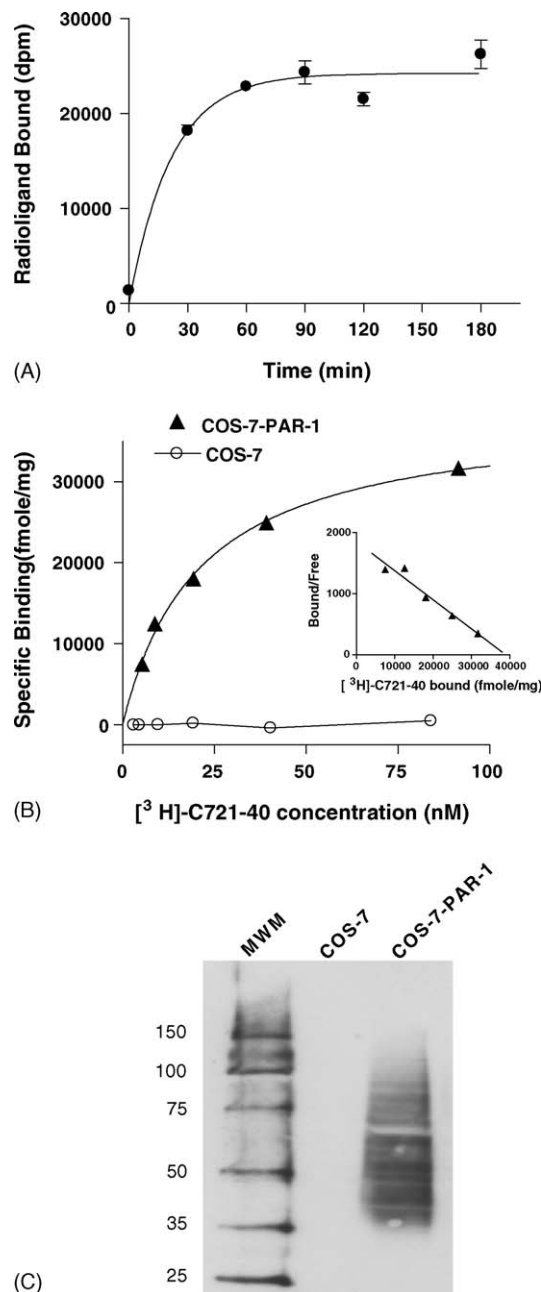 30000
20000
10000
0
Radioligand Bound (dpm)
0 30 60 90 120 150 180
Time (min)
(A)
COS-7-PAR-1
COS-7
30000
20000
10000
0
Specific Binding(fmole/mg)
2000
1000
0
Bound/Free
0 10000 20000 30000 40000
[ ³H]-C721-40 bound (fmole/mg)
0 25 50 75 100
[³ H]-C721-40 concentration (nM)
(B)
MWM
COS-7
COS-7-PAR-1
150
100
75
50
35
25
(C)